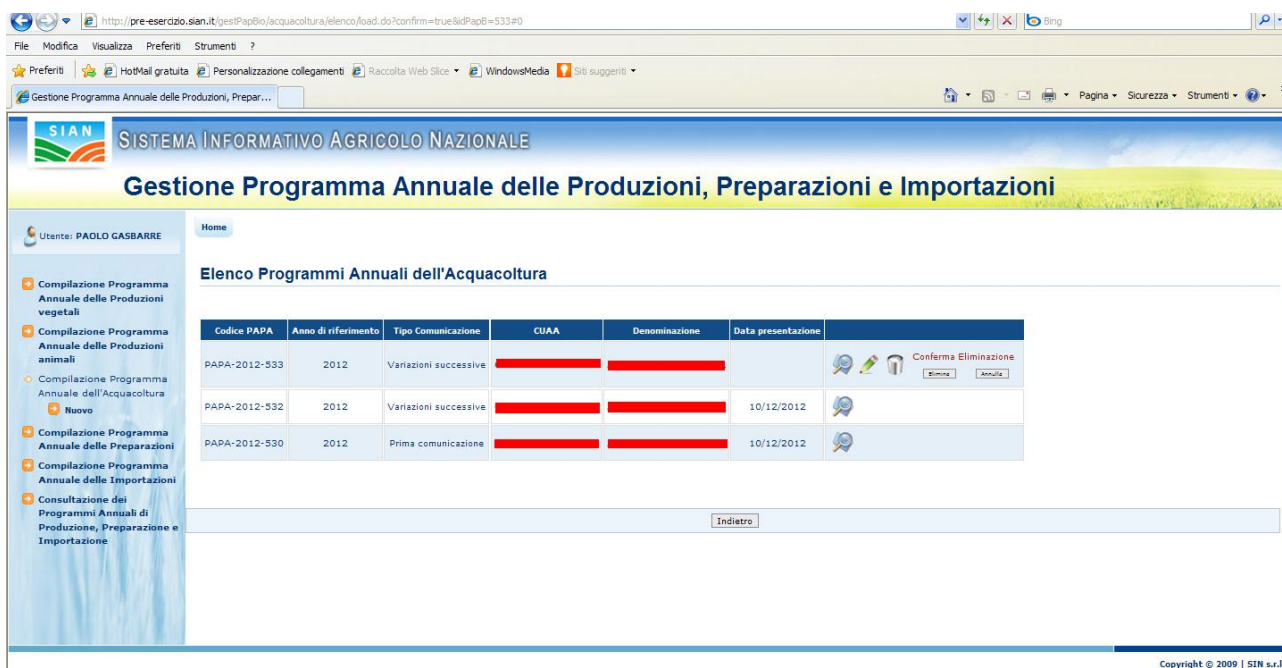 http://pre-esercizio.sian.it/gestPapBio/acquacoltura/elenco/load.do?confirm=true&idPapB=533#0
Bing
File Modifica Visualizza Preferiti Strumenti ?
Preferiti HotMail gratuita Personalizzazione collegamenti Raccolta Web Slice WindowsMedia Siti suggeriti
Gestione Programma Annuale delle Produzioni, Prepar...
Pagina Sicurezza Strumenti
SIAN
SISTEMA INFORMATIVO AGRICOLO NAZIONALE
Gestione Programma Annuale delle Produzioni, Preparazioni e Importazioni
Utente: PAOLO GASBARRE
Home
Compilazione Programma
Annuale delle Produzioni
vegetali
Compilazione Programma
Annuale delle Produzioni
animali
Compilazione Programma
Annuale dell'Acquacoltura
Nuovo
Compilazione Programma
Annuale delle Preparazioni
Compilazione Programma
Annuale delle Importazioni
Consultazione dei
Programmi Annuali di
Produzione, Preparazione e
Importazione
Elenco Programmi Annuali dell'Acquacoltura
Codice PAPA Anno di riferimento Tipo Comunicazione CUAA Denominazione Data presentazione
PAPA-2012-533 2012 Variazioni successive Conferma Eliminazione
Elimina Annulla
PAPA-2012-532 2012 Variazioni successive 10/12/2012
PAPA-2012-530 2012 Prima comunicazione 10/12/2012
Indietro
Copyright © 2009 | SIN s.r.l